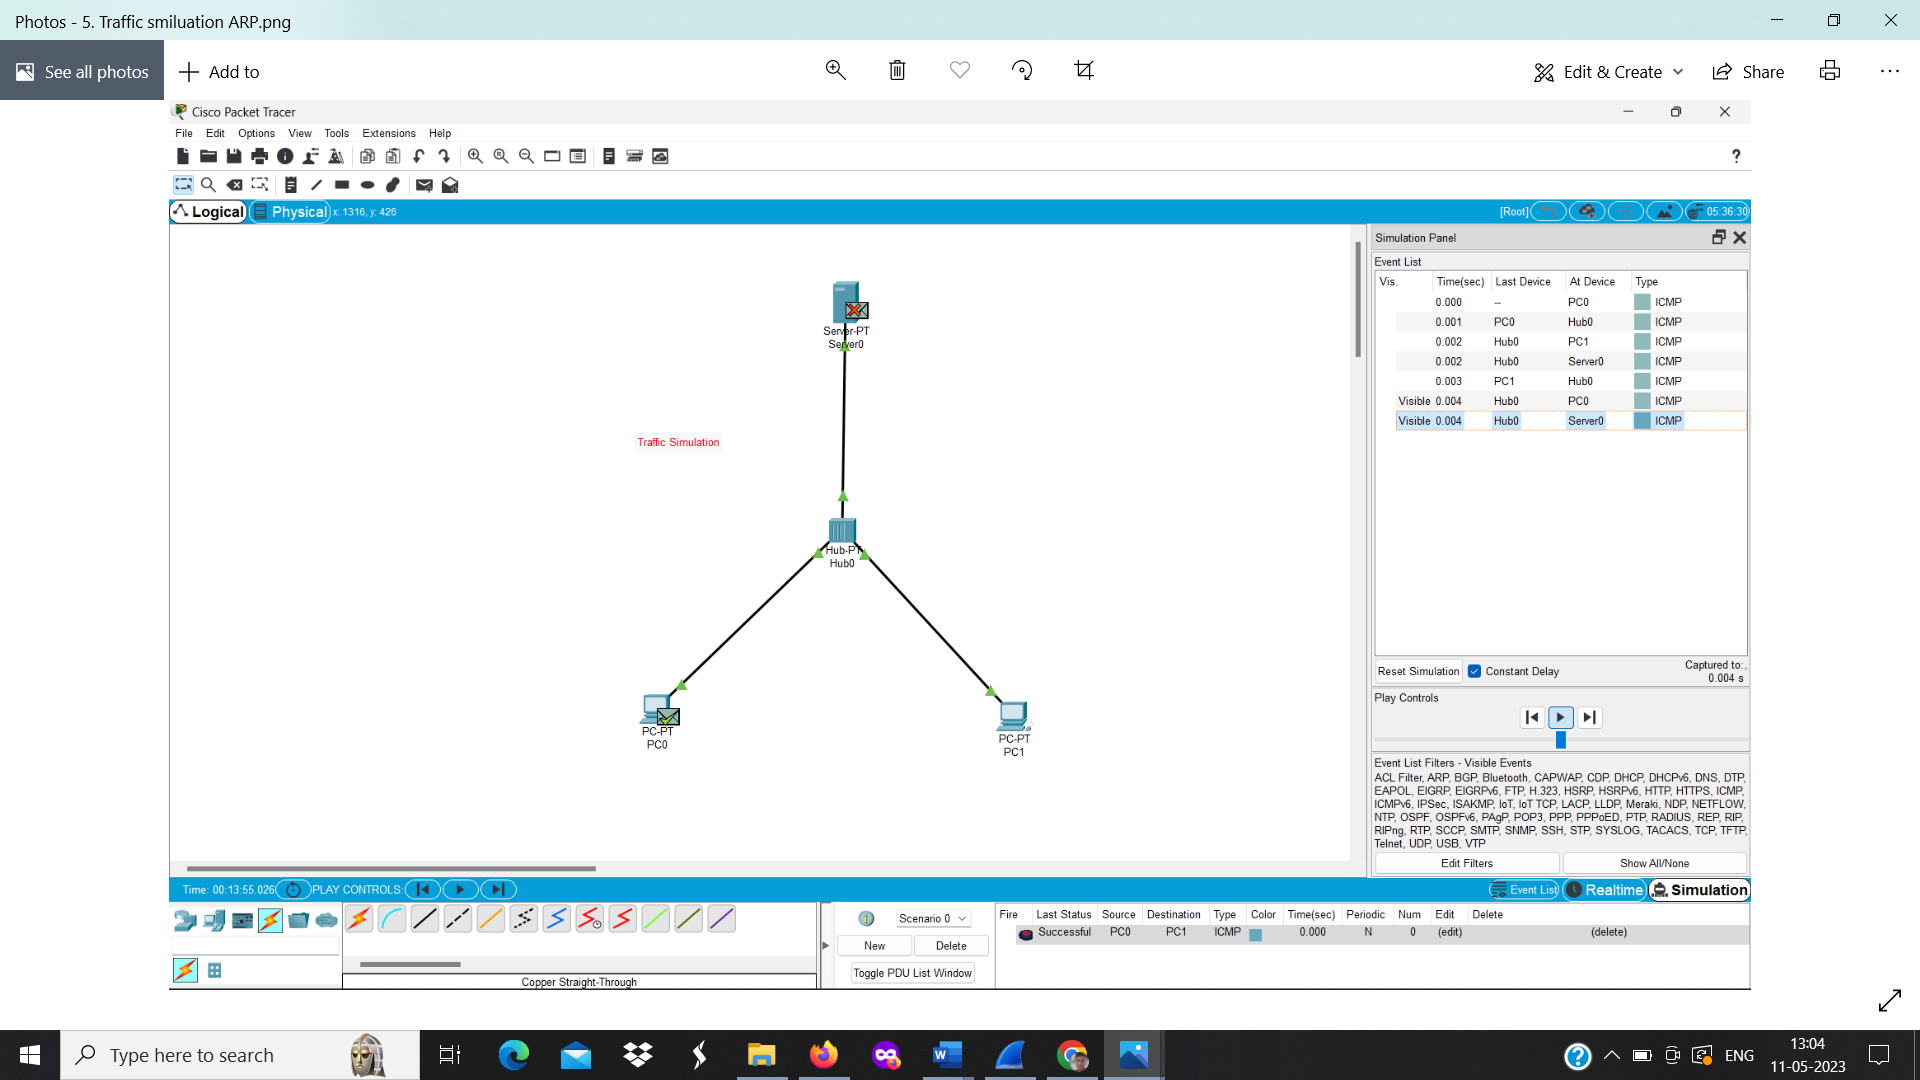 Photos - 5. Traffic smiluation ARP.png
See all photos
Add to
Edit & Create
Share
Cisco Packet Tracer
File Edit Options View Tools Extensions Help
?
Logical
Physical
x: 1316, y: 426
[Root]
05:36:30
Simulation Panel
Event List
Vis. Time(sec) Last Device At Device Type
0.000 -- PC0 ICMP
0.001 PC0 Hub0 ICMP
0.002 Hub0 PC1 ICMP
0.002 Hub0 Server0 ICMP
0.003 PC1 Hub0 ICMP
Visible 0.004 Hub0 PC0 ICMP
Visible 0.004 Hub0 Server0 ICMP
Server-PT
Server0
Traffic Simulation
Hub-PT
Hub0
PC-PT
PC0
PC-PT
PC1
Reset Simulation
Constant Delay
Captured to:
0.004 s
Play Controls
Event List Filters - Visible Events
ACL Filter, ARP, BGP, Bluetooth, CAPWAP, CDP, DHCP, DHCPv6, DNS, DTP,
EAPOL, EIGRP, EIGRPv6, FTP, H.323, HSRP, HSRPv6, HTTP, HTTPS, ICMP,
ICMPv6, IPSec, ISAKMP, IoT, IoT TCP, LACP, LLDP, Meraki, NDP, NETFLOW,
NTP, OSPF, OSPFv6, PAgP, POP3, PPP, PPPoED, PTP, RADIUS, REP, RIP,
RIPng, RTP, SCCP, SMTP, SNMP, SSH, STP, SYSLOG, TACACS, TCP, TFTP,
Telnet, UDP, USB, VTP
Edit Filters
Show All/None
Time: 00:13:55.026
PLAY CONTROLS:
Event List
Realtime
Simulation
Copper Straight-Through
Scenario 0
New
Delete
Toggle PDU List Window
Fire Last Status Source Destination Type Color Time(sec) Periodic Num Edit Delete
Successful PC0 PC1 ICMP 0.000 N 0 (edit) (delete)
Type here to search
ENG
13:04
11-05-2023